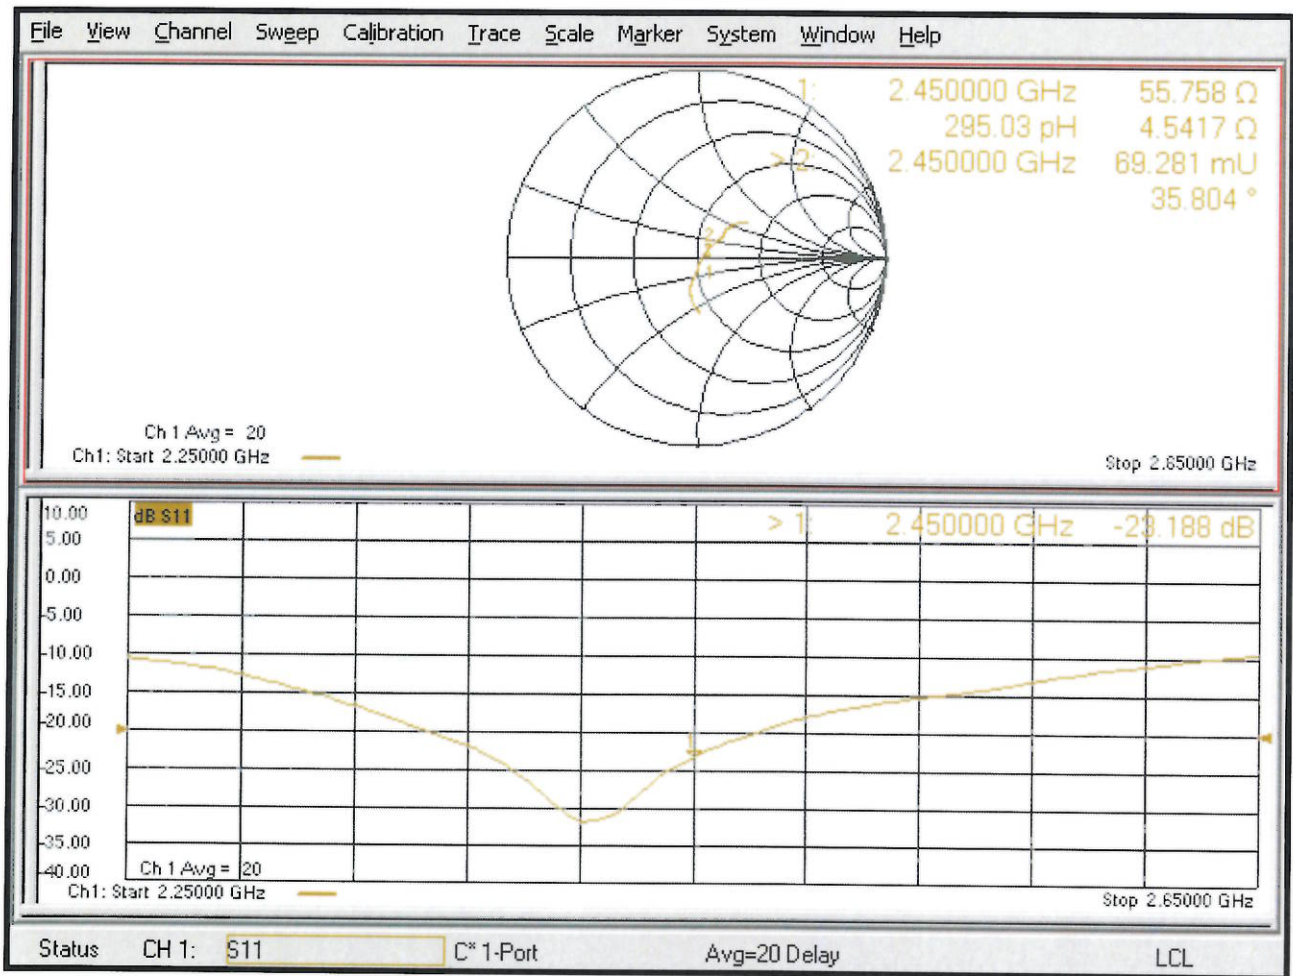 File View Channel Sweep Calibration Trace Scale Marker System Window Help
1: 2.450000 GHz 55.758 Ω
295.03 pH 4.5417 Ω
> 2: 2.450000 GHz 69.281 mU
35.804 °
2
1
Ch 1 Avg = 20
Ch1: Start 2.25000 GHz
Stop 2.65000 GHz
10.00
dB S11
> 1: 2.450000 GHz -23.188 dB
5.00
0.00
-5.00
-10.00
-15.00
-20.00
1
-25.00
-30.00
-35.00
-40.00
Ch 1 Avg = 20
Ch1: Start 2.25000 GHz
Stop 2.65000 GHz
Status CH 1: S11 C* 1-Port Avg=20 Delay LCL